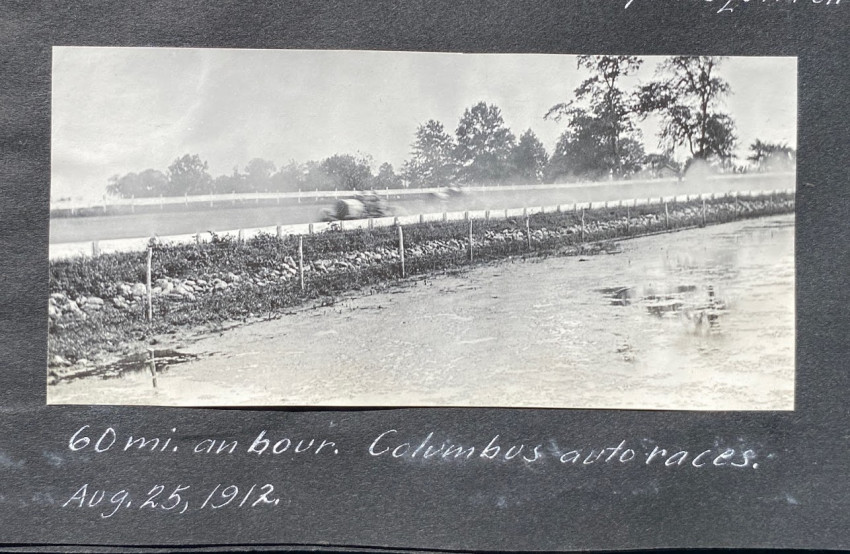 60 mi. an hour. Columbus auto races.
Aug. 25, 1912.